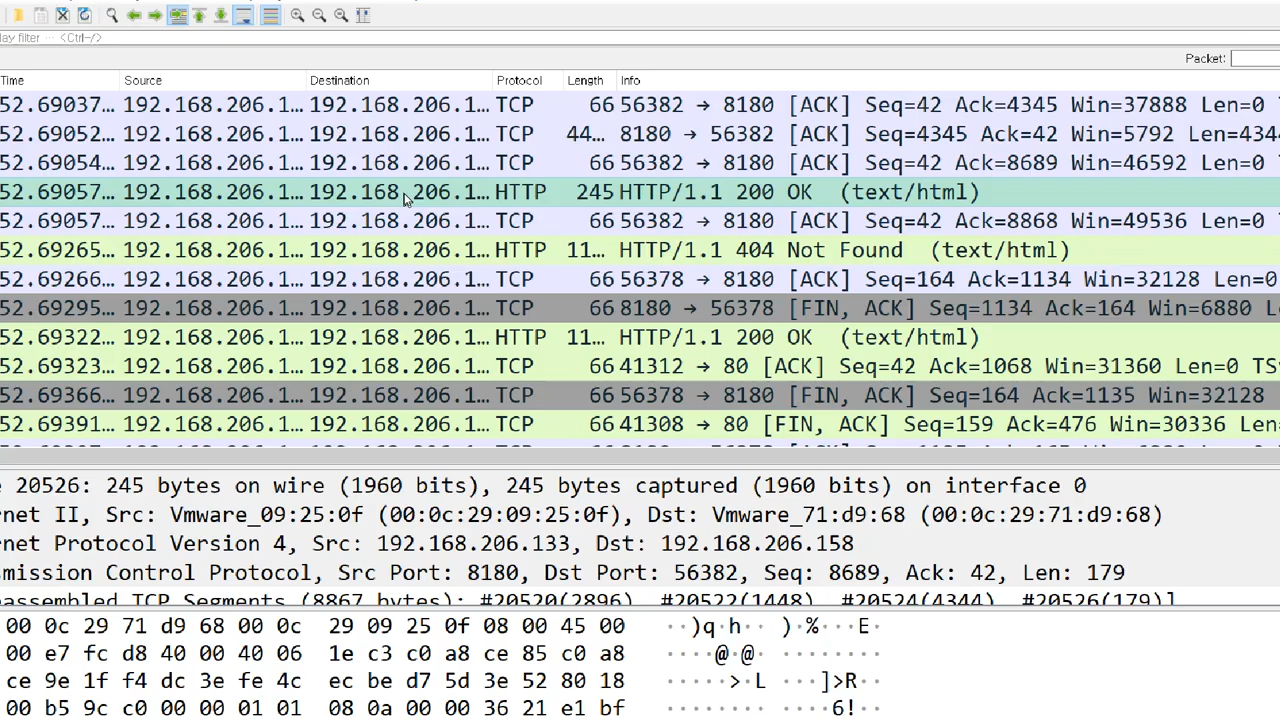 lay filter ··· <Ctrl-/>
Packet:
Time Source Destination Protocol Length Info
52.69037… 192.168.206.1… 192.168.206.1… TCP 66 56382 → 8180 [ACK] Seq=42 Ack=4345 Win=37888 Len=0
52.69052… 192.168.206.1… 192.168.206.1… TCP 44… 8180 → 56382 [ACK] Seq=4345 Ack=42 Win=5792 Len=434
52.69054… 192.168.206.1… 192.168.206.1… TCP 66 56382 → 8180 [ACK] Seq=42 Ack=8689 Win=46592 Len=0
52.69057… 192.168.206.1… 192.168.206.1… HTTP 245 HTTP/1.1 200 OK (text/html)
52.69057… 192.168.206.1… 192.168.206.1… TCP 66 56382 → 8180 [ACK] Seq=42 Ack=8868 Win=49536 Len=0
52.69265… 192.168.206.1… 192.168.206.1… HTTP 11… HTTP/1.1 404 Not Found (text/html)
52.69266… 192.168.206.1… 192.168.206.1… TCP 66 56378 → 8180 [ACK] Seq=164 Ack=1134 Win=32128 Len=0
52.69295… 192.168.206.1… 192.168.206.1… TCP 66 8180 → 56378 [FIN, ACK] Seq=1134 Ack=164 Win=6880 Le
52.69322… 192.168.206.1… 192.168.206.1… HTTP 11… HTTP/1.1 200 OK (text/html)
52.69323… 192.168.206.1… 192.168.206.1… TCP 66 41312 → 80 [ACK] Seq=42 Ack=1068 Win=31360 Len=0 TSv
52.69366… 192.168.206.1… 192.168.206.1… TCP 66 56378 → 8180 [FIN, ACK] Seq=164 Ack=1135 Win=32128
52.69391… 192.168.206.1… 192.168.206.1… TCP 66 41308 → 80 [FIN, ACK] Seq=159 Ack=476 Win=30336 Len=
e 20526: 245 bytes on wire (1960 bits), 245 bytes captured (1960 bits) on interface 0
rnet II, Src: Vmware_09:25:0f (00:0c:29:09:25:0f), Dst: Vmware_71:d9:68 (00:0c:29:71:d9:68)
rnet Protocol Version 4, Src: 192.168.206.133, Dst: 192.168.206.158
smission Control Protocol, Src Port: 8180, Dst Port: 56382, Seq: 8689, Ack: 42, Len: 179
eassembled TCP Segments (8867 bytes): #20520(2896), #20522(1448), #20524(4344), #20526(179)]
00 0c 29 71 d9 68 00 0c 29 09 25 0f 08 00 45 00 ··)q·h·· )·%···E·
00 e7 fc d8 40 00 40 06 1e c3 c0 a8 ce 85 c0 a8 ····@·@· ········
ce 9e 1f f4 dc 3e fe 4c ec be d7 5d 3e 52 80 18 ·····>·L ···]>R··
00 b5 9c c0 00 00 01 01 08 0a 00 00 36 21 e1 bf ········ ····6!··